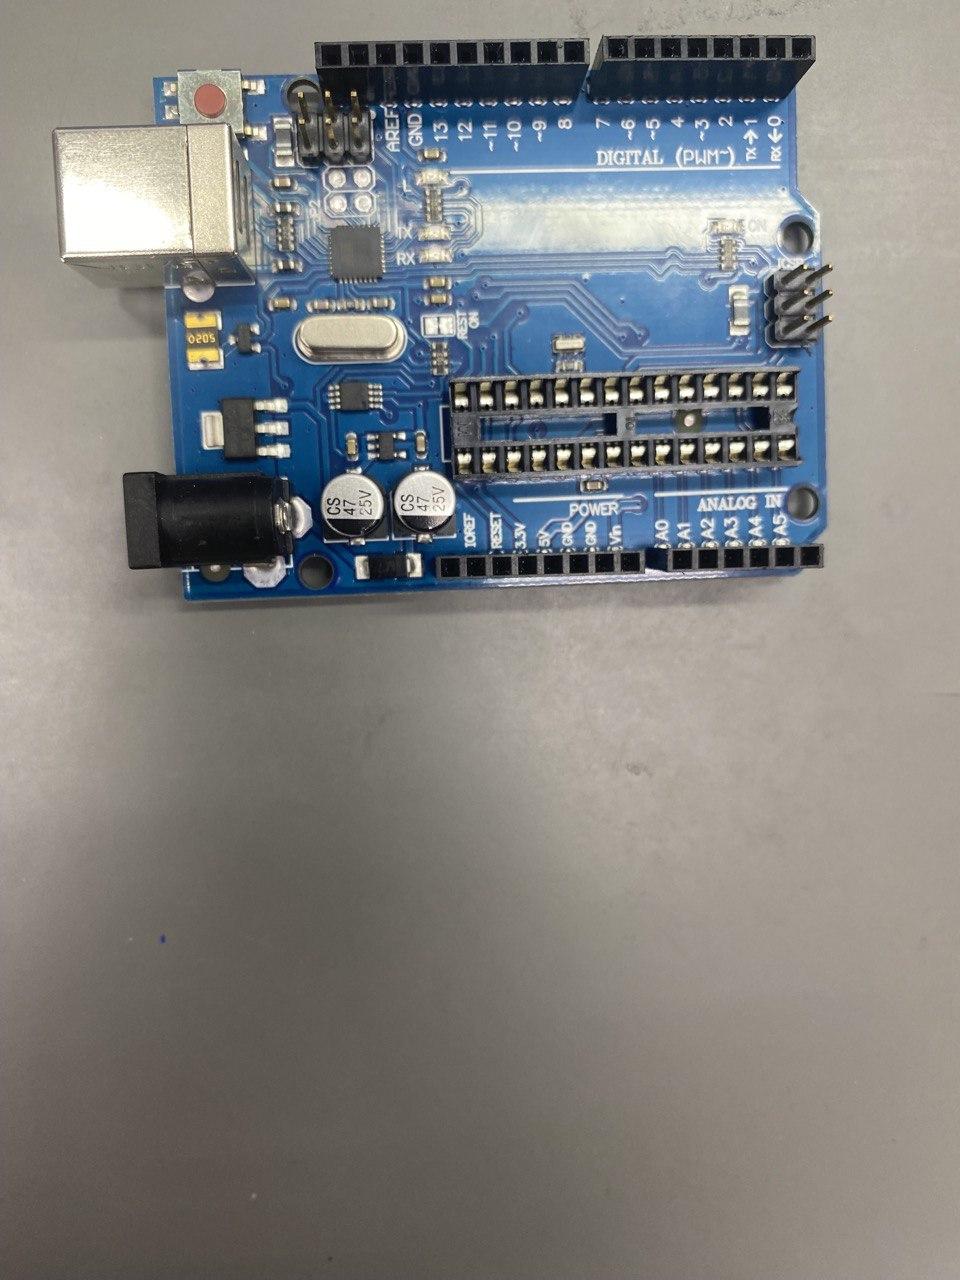 AREF
GND
13
12
~11
~10
~9
8
7
~6
~5
4
~3
2
TX→1
RX←0
DIGITAL (PWM~)
L
TX
RX
ON
ICSP
0205
CS
47
25V
CS
47
25V
POWER
ANALOG IN
IOREF
RESET
3.3V
5V
GND
GND
Vin
A0
A1
A2
A3
A4
A5